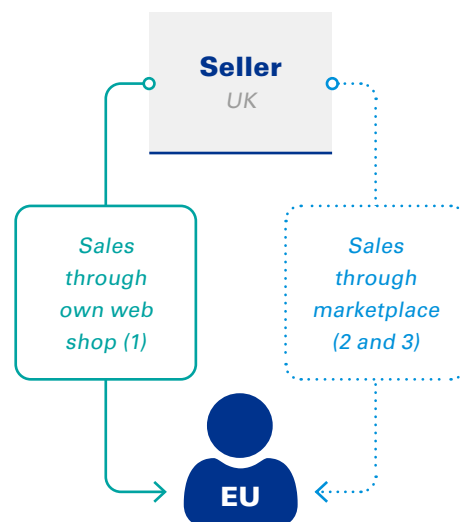 Seller
UK
Sales
through
own web
shop (1)
Sales
through
marketplace
(2 and 3)
EU